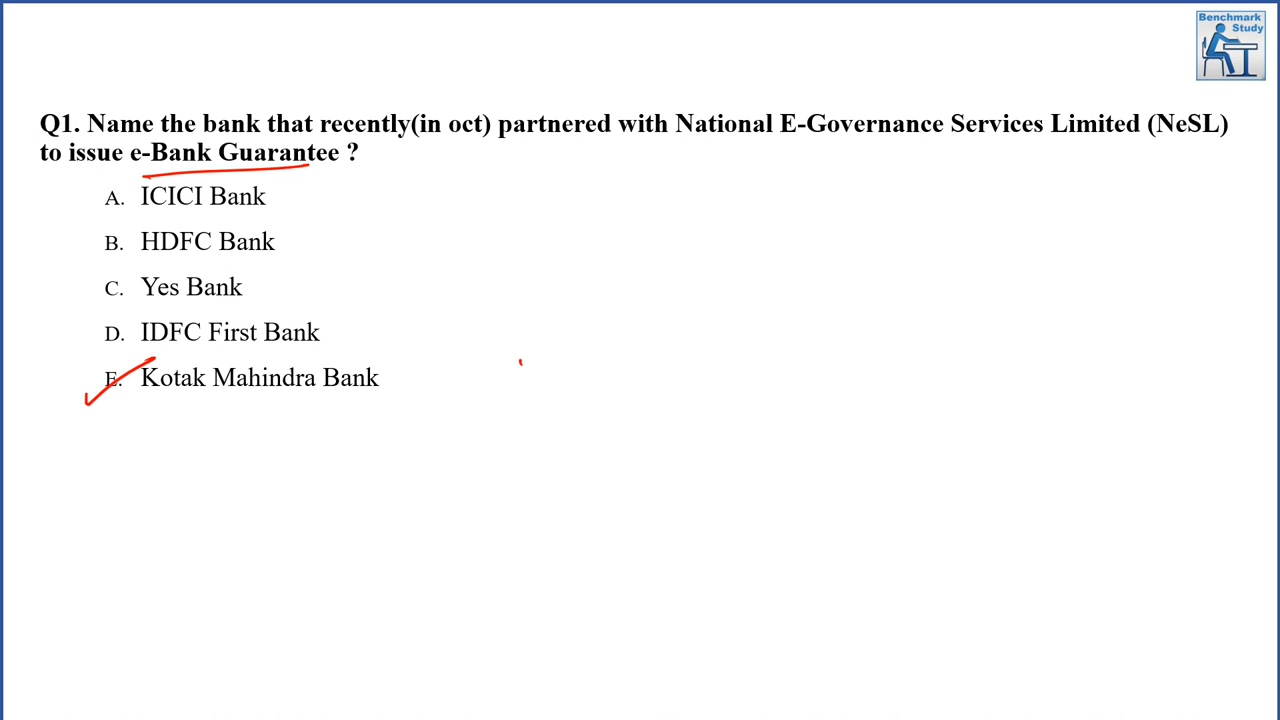 Benchmark
Study
Q1. Name the bank that recently(in oct) partnered with National E-Governance Services Limited (NeSL)
to issue e-Bank Guarantee ?
A. ICICI Bank
B. HDFC Bank
C. Yes Bank
D. IDFC First Bank
E. Kotak Mahindra Bank